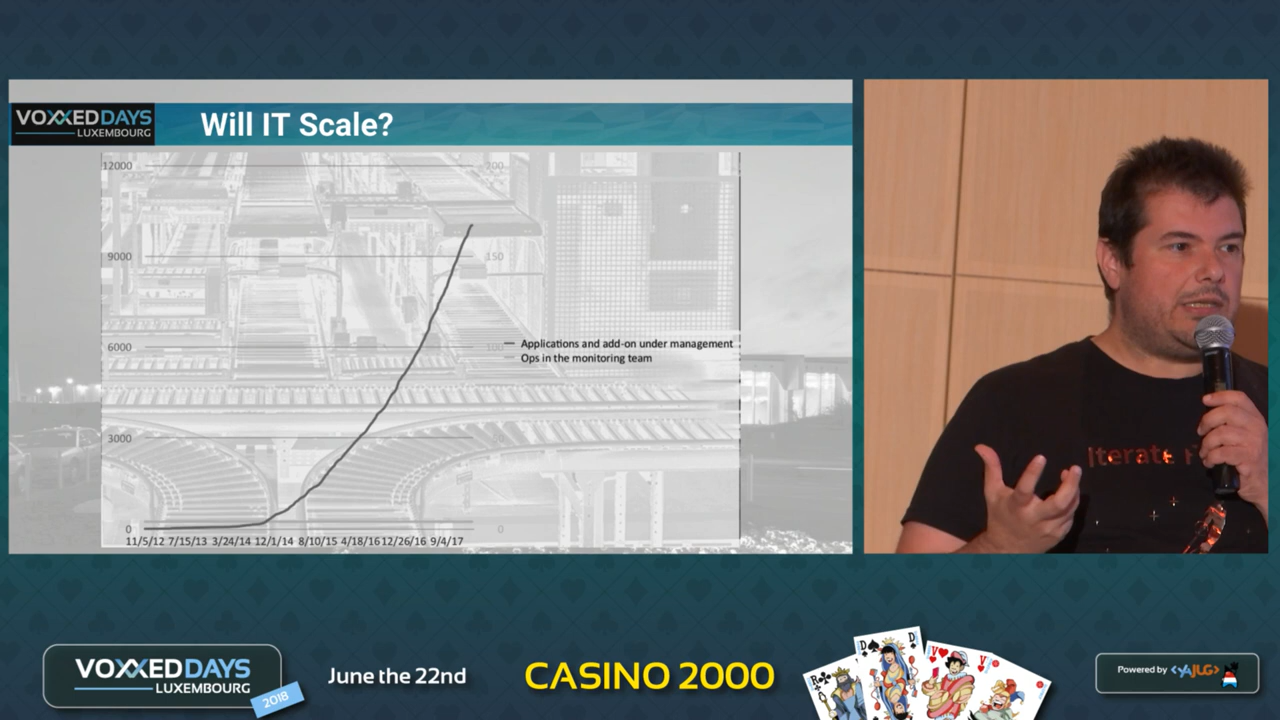 VOXXEDDAYS
LUXEMBOURG
Will IT Scale?
12000
200
9000
150
6000
100
Applications and add-on under management
Ops in the monitoring team
3000
0
0
11/5/12 7/15/13 3/24/14 12/1/14 8/10/15 4/18/16 12/26/16 9/4/17
Iterate
VOXXEDDAYS
LUXEMBOURG
2018
June the 22nd
CASINO 2000
R
D
D
V
V
Powered by <YAJUG>